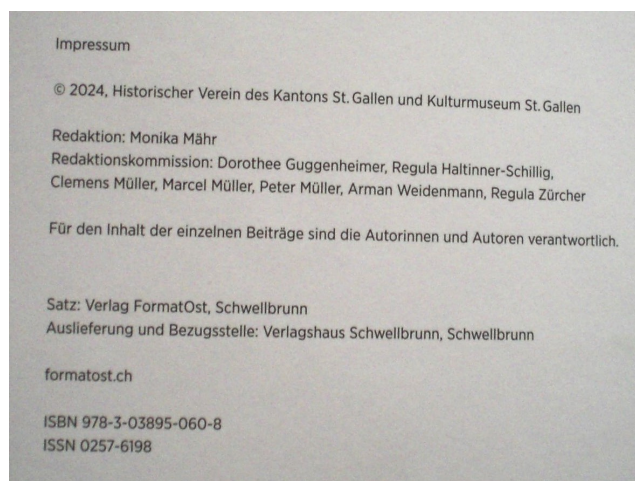 Impressum
© 2024, Historischer Verein des Kantons St. Gallen und Kulturmuseum St. Gallen
Redaktion: Monika Mähr
Redaktionskommission: Dorothee Guggenheimer, Regula Haltinner-Schillig,
Clemens Müller, Marcel Müller, Peter Müller, Arman Weidenmann, Regula Zürcher
Für den Inhalt der einzelnen Beiträge sind die Autorinnen und Autoren verantwortlich.
Satz: Verlag FormatOst, Schwellbrunn
Auslieferung und Bezugsstelle: Verlagshaus Schwellbrunn, Schwellbrunn
formatost.ch
ISBN 978-3-03895-060-8
ISSN 0257-6198